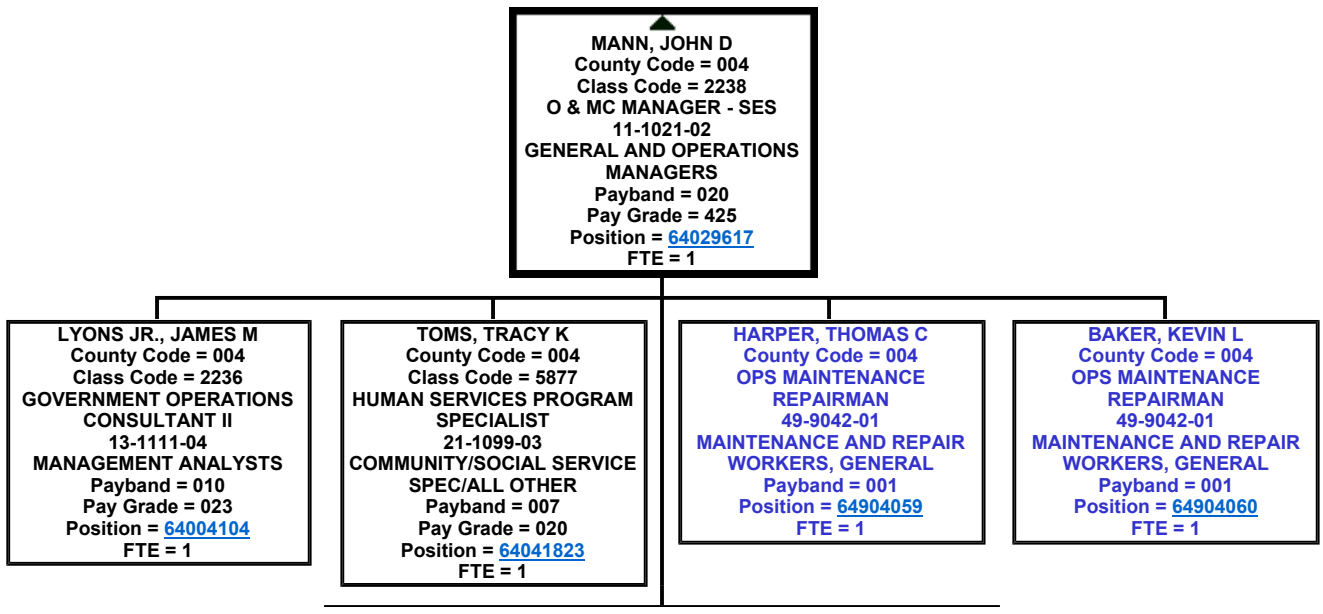 MANN, JOHN D
County Code = 004
Class Code = 2238
O & MC MANAGER - SES
11-1021-02
GENERAL AND OPERATIONS
MANAGERS
Payband = 020
Pay Grade = 425
Position = 64029617
FTE = 1
LYONS JR., JAMES M
County Code = 004
Class Code = 2236
GOVERNMENT OPERATIONS
CONSULTANT II
13-1111-04
MANAGEMENT ANALYSTS
Payband = 010
Pay Grade = 023
Position = 64004104
FTE = 1
TOMS, TRACY K
County Code = 004
Class Code = 5877
HUMAN SERVICES PROGRAM
SPECIALIST
21-1099-03
COMMUNITY/SOCIAL SERVICE
SPEC/ALL OTHER
Payband = 007
Pay Grade = 020
Position = 64041823
FTE = 1
HARPER, THOMAS C
County Code = 004
OPS MAINTENANCE
REPAIRMAN
49-9042-01
MAINTENANCE AND REPAIR
WORKERS, GENERAL
Payband = 001
Position = 64904059
FTE = 1
BAKER, KEVIN L
County Code = 004
OPS MAINTENANCE
REPAIRMAN
49-9042-01
MAINTENANCE AND REPAIR
WORKERS, GENERAL
Payband = 001
Position = 64904060
FTE = 1